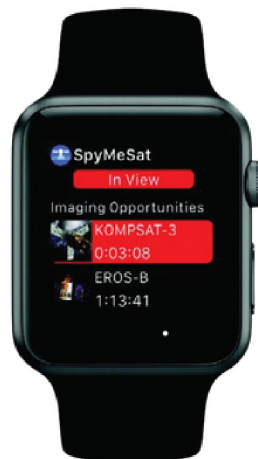 SpyMeSat
In View
Imaging Opportunities
KOMPSAT-3
0:03:08
EROS-B
1:13:41